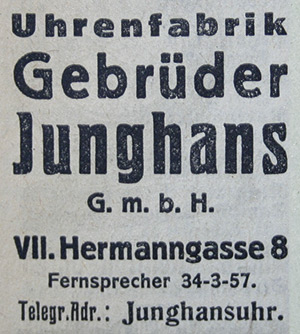 Uhrenfabrik
Gebrüder
Junghans
G. m. b. H.
VII. Hermanngasse 8
Fernsprecher 34-3-57.
Telegr.Adr.: Junghansuhr.